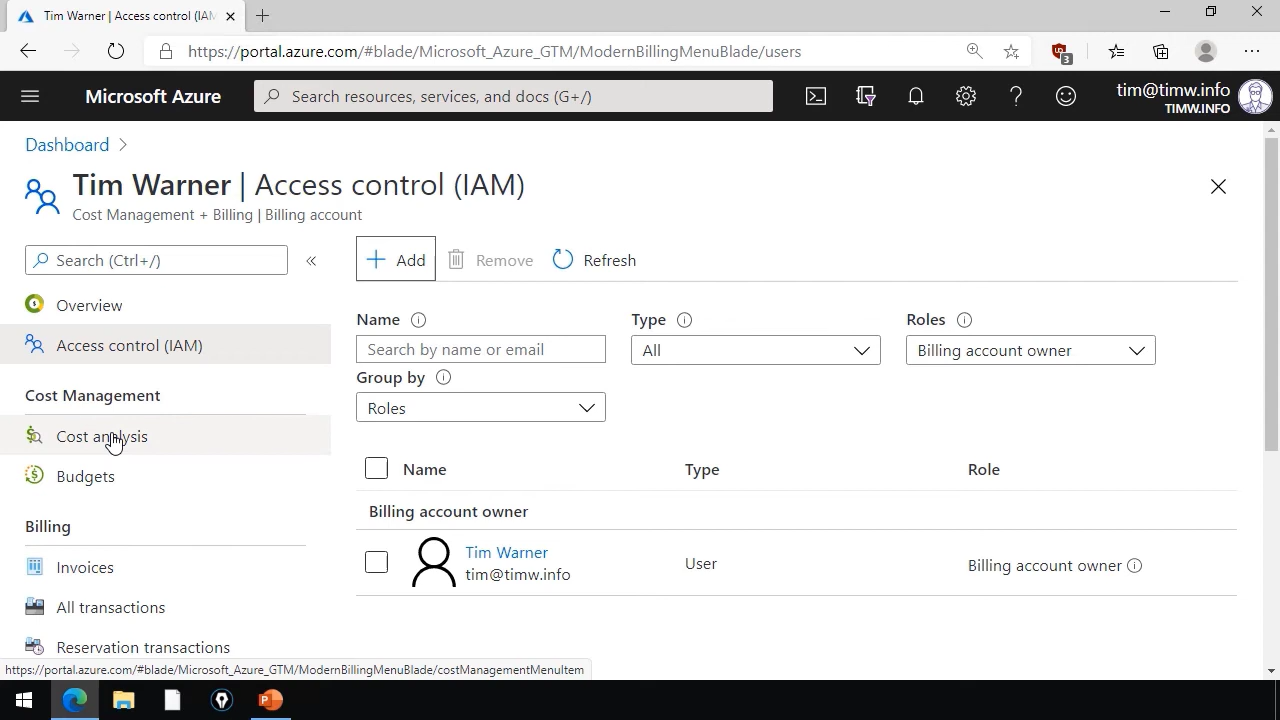 Tim Warner | Access control (IAM
https://portal.azure.com/#blade/Microsoft_Azure_GTM/ModernBillingMenuBlade/users
3
Microsoft Azure
Search resources, services, and docs (G+/)
tim@timw.info
TIMW.INFO
Dashboard
Tim Warner | Access control (IAM)
Cost Management + Billing | Billing account
Search (Ctrl+/)
Overview
Access control (IAM)
Cost Management
Cost analysis
Budgets
Billing
Invoices
All transactions
Reservation transactions
Add
Remove
Refresh
Name
Type
Roles
Search by name or email
All
Billing account owner
Group by
Roles
Name Type Role
Billing account owner
Tim Warner
tim@timw.info
User
Billing account owner
https://portal.azure.com/#blade/Microsoft_Azure_GTM/ModernBillingMenuBlade/costManagementMenuItem